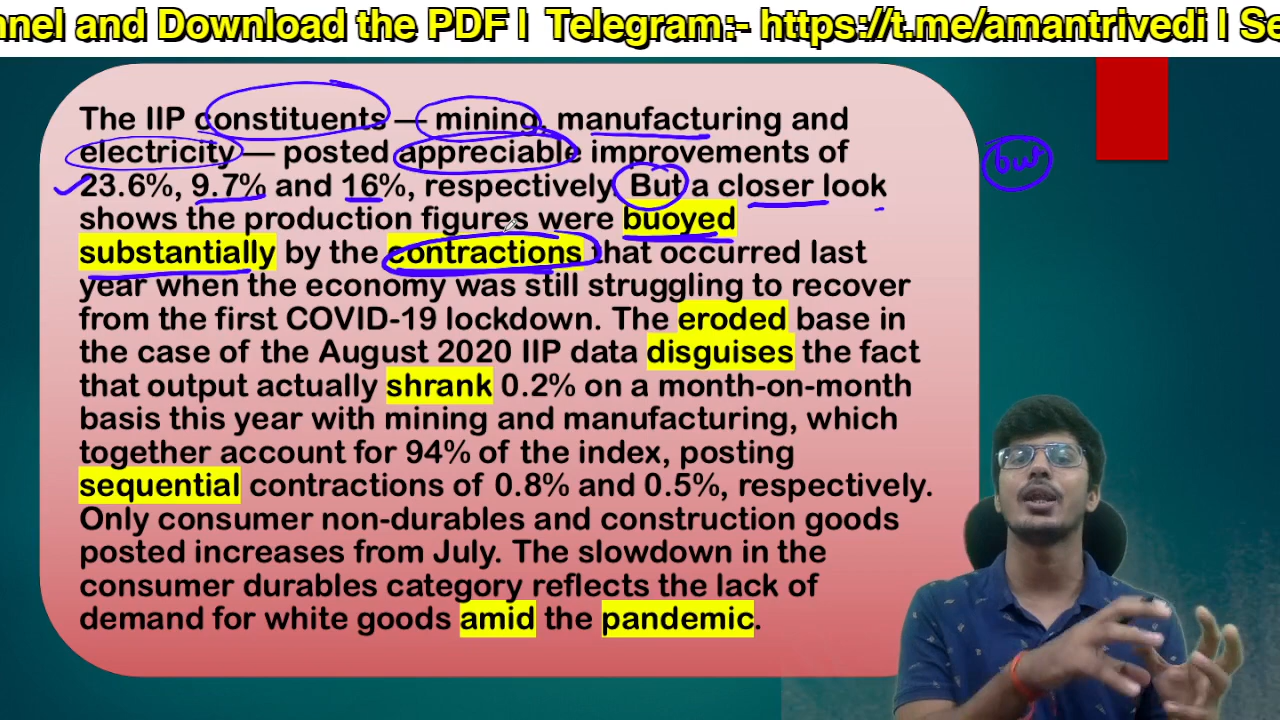 nnel and Download the PDF | Telegram:- https://t.me/amantrivedi | Se
The IIP constituents — mining, manufacturing and
electricity — posted appreciable improvements of
23.6%, 9.7% and 16%, respectively. But a closer look
but
shows the production figures were buoyed
substantially by the contractions that occurred last
year when the economy was still struggling to recover
from the first COVID-19 lockdown. The eroded base in
the case of the August 2020 IIP data disguises the fact
that output actually shrank 0.2% on a month-on-month
basis this year with mining and manufacturing, which
together account for 94% of the index, posting
sequential contractions of 0.8% and 0.5%, respectively.
Only consumer non-durables and construction goods
posted increases from July. The slowdown in the
consumer durables category reflects the lack of
demand for white goods amid the pandemic.